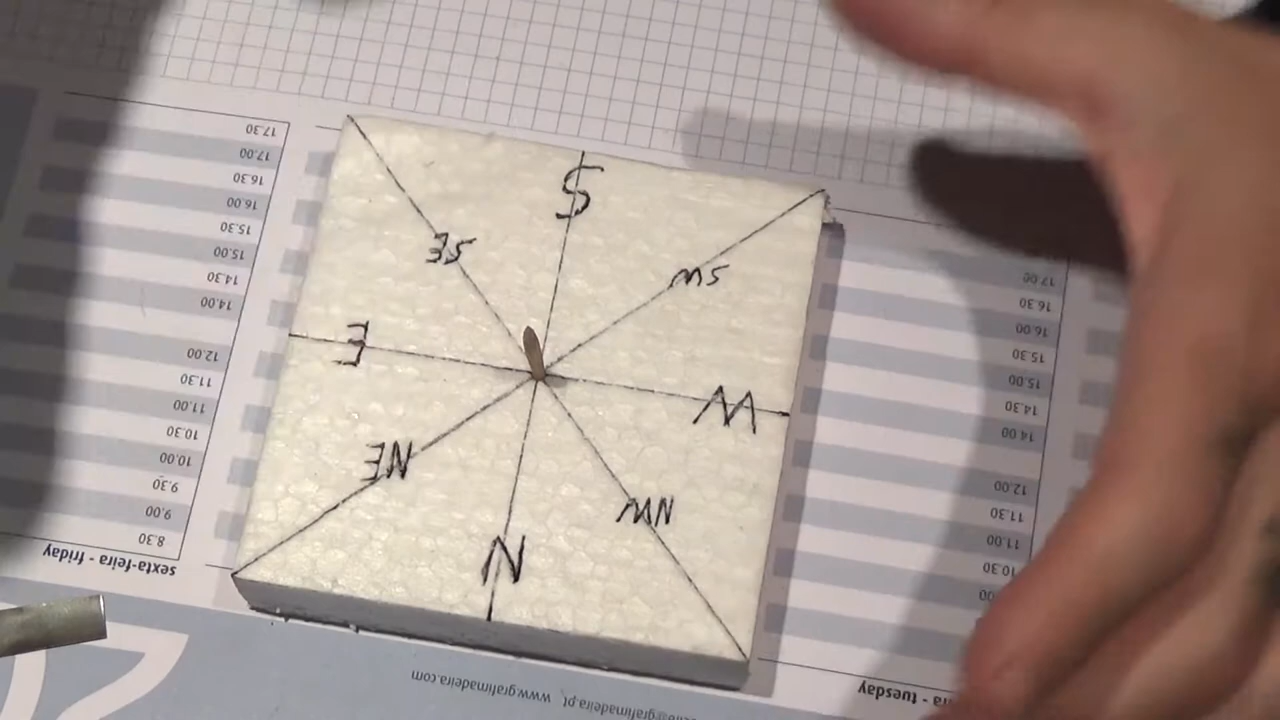 www.grafimadeira.com
- tuesday
10.30
11.00
11.30
12.00
14.00
14.30
15.00
15.30
16.00
16.30
17.00
N
NW
NE
W
E
SW
SE
S
sexta-feira - friday
8.30
9.00
9.30
10.00
10.30
11.00
11.30
12.00
14.00
14.30
15.00
15.30
16.00
16.30
17.00
17.30